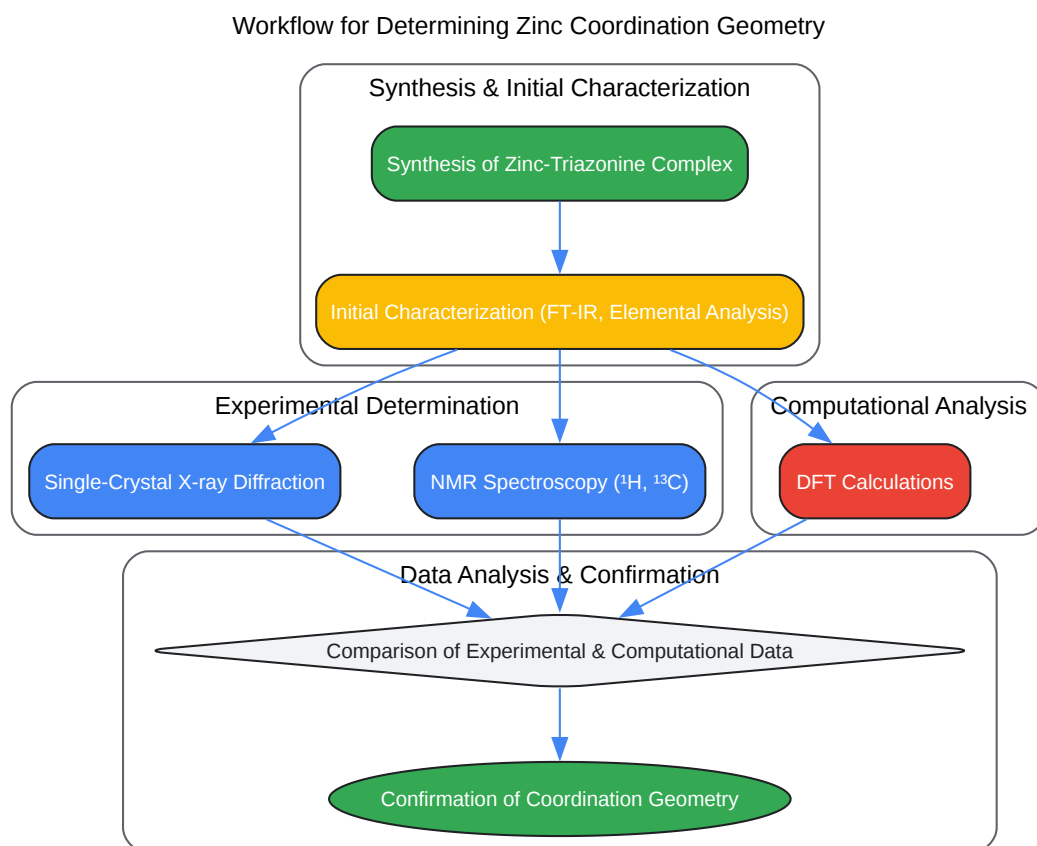 Workflow for Determining Zinc Coordination Geometry
Synthesis & Initial Characterization
Synthesis of Zinc-Triazonine Complex
Initial Characterization (FT-IR, Elemental Analysis)
Experimental Determination
Computational Analysis
Single-Crystal X-ray Diffraction
NMR Spectroscopy (¹H, ¹³C)
DFT Calculations
Data Analysis & Confirmation
Comparison of Experimental & Computational Data
Confirmation of Coordination Geometry